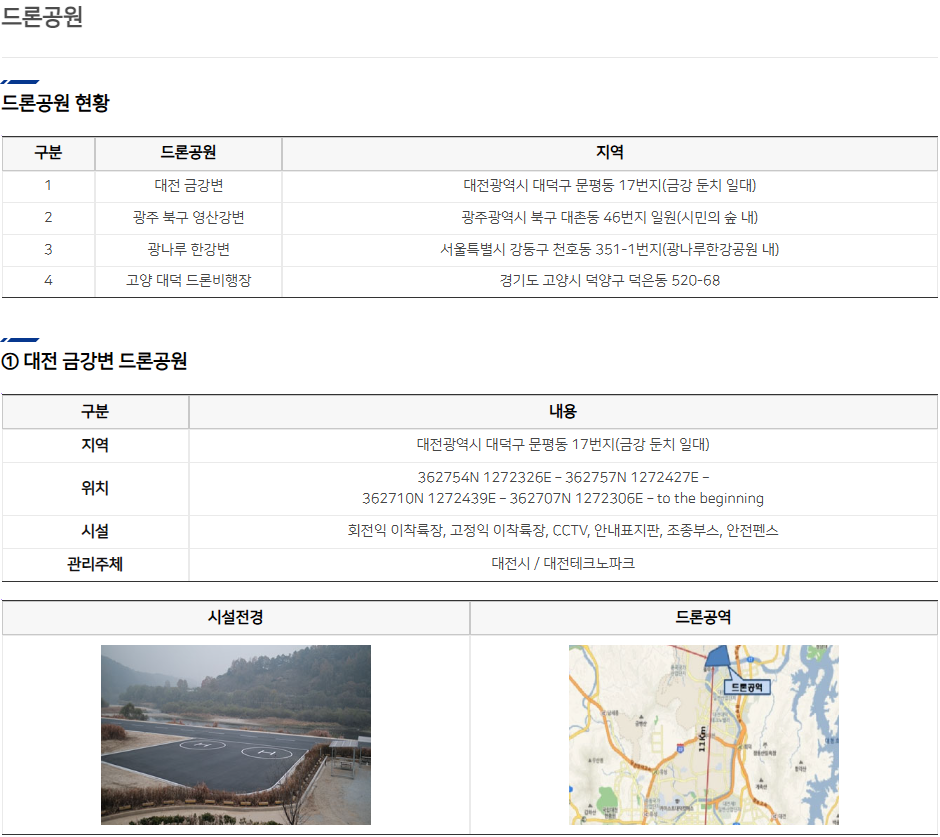 드론공원
드론공원 현황
구분 드론공원 지역
1 대전 금강변 대전광역시 대덕구 문평동 17번지(금강 둔치 일대)
2 광주 북구 영산강변 광주광역시 북구 대촌동 46번지 일원(시민의 숲 내)
3 광나루 한강변 서울특별시 강동구 천호동 351-1번지(광나루한강공원 내)
4 고양 대덕 드론비행장 경기도 고양시 덕양구 덕은동 520-68
① 대전 금강변 드론공원
구분 내용
지역 대전광역시 대덕구 문평동 17번지(금강 둔치 일대)
위치 362754N 1272326E – 362757N 1272427E –
362710N 1272439E – 362707N 1272306E – to the beginning
시설 회전익 이착륙장, 고정익 이착륙장, CCTV, 안내표지판, 조종부스, 안전펜스
관리주체 대전시 / 대전테크노파크
시설전경 드론공역
H H
드론공역
11Km